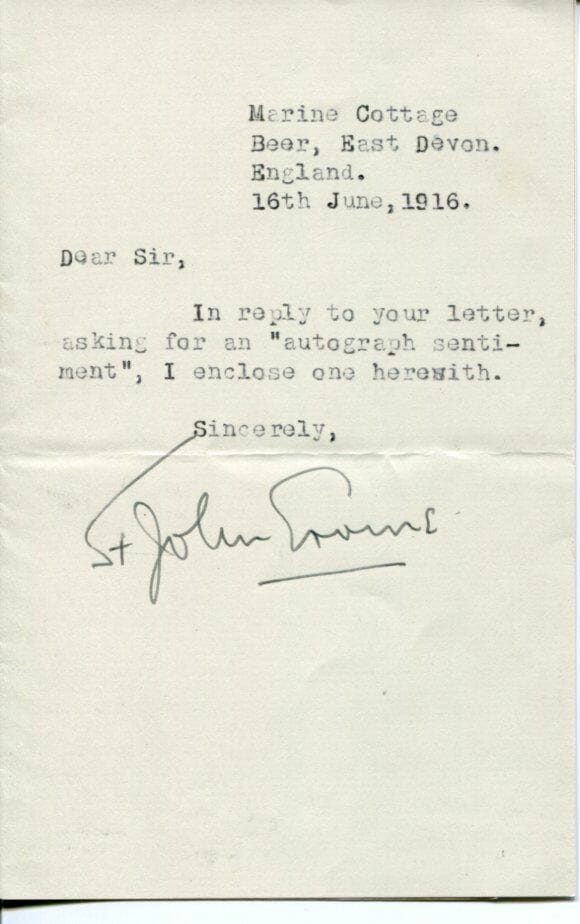 Marine Cottage
Beer, East Devon.
England.
16th June,1916.
Dear Sir,
In reply to your letter,
asking for an "autograph senti-
ment", I enclose one herewith.
Sincerely,
St John Ervine